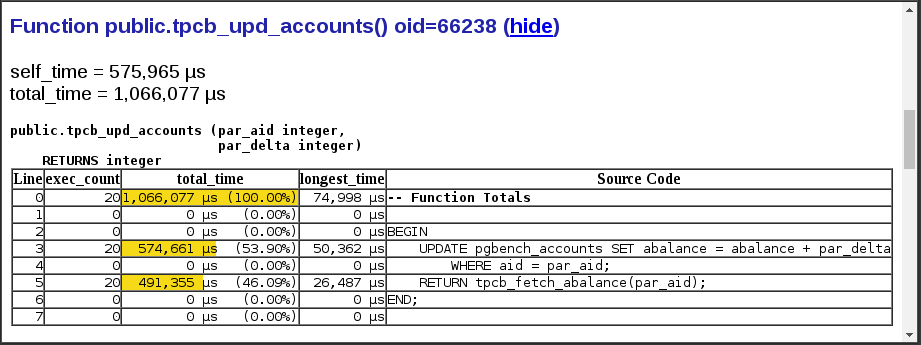 Function public.tpcb_upd_accounts() oid=66238 (hide)
self_time = 575,965 µs
total_time = 1,066,077 µs
public.tpcb_upd_accounts (par_aid integer,
par_delta integer)
RETURNS integer
Line exec_count total_time longest_time Source Code
0 20 1,066,077 µs (100.00%) 74,998 µs -- Function Totals
1 0 0 µs (0.00%) 0 µs
2 0 0 µs (0.00%) 0 µs BEGIN
3 20 574,661 µs (53.90%) 50,362 µs UPDATE pgbench_accounts SET abalance = abalance + par_delta
4 0 0 µs (0.00%) 0 µs WHERE aid = par_aid;
5 20 491,355 µs (46.09%) 26,487 µs RETURN tpcb_fetch_abalance(par_aid);
6 0 0 µs (0.00%) 0 µs END;
7 0 0 µs (0.00%) 0 µs